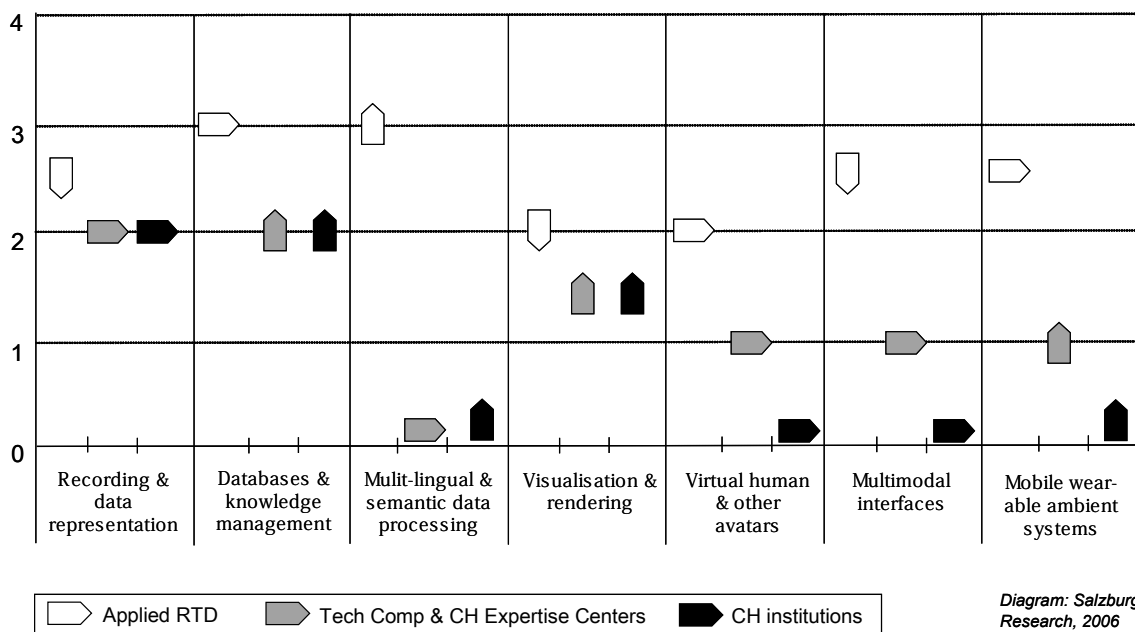 4
3
2
1
0
Recording &
data
representation
Databases &
knowledge
management
Mulit-lingual &
semantic data
processing
Visualisation &
rendering
Virtual human
& other
avatars
Multimodal
interfaces
Mobile wear-
able ambient
systems
Applied RTD
Tech Comp & CH Expertise Centers
CH institutions
Diagram: Salzburg
Research, 2006